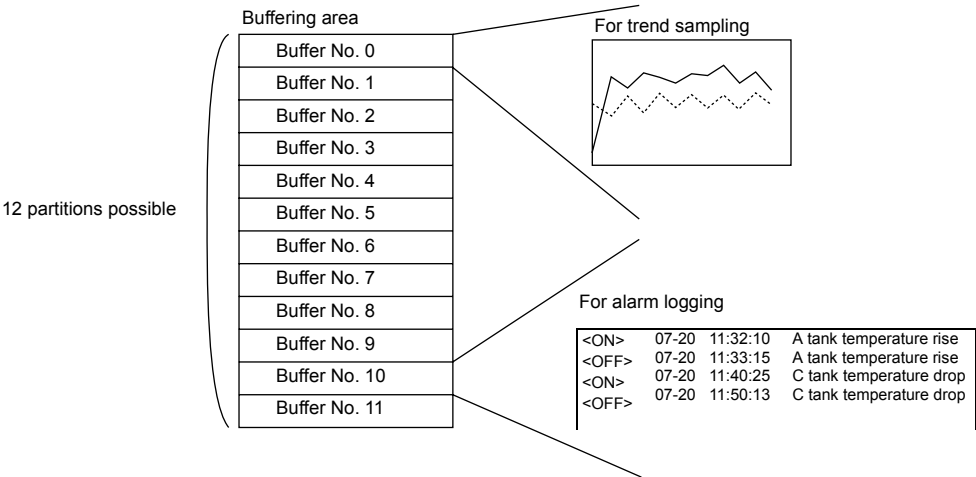 Buffering area
Buffer No. 0
Buffer No. 1
Buffer No. 2
Buffer No. 3
Buffer No. 4
Buffer No. 5
Buffer No. 6
Buffer No. 7
Buffer No. 8
Buffer No. 9
Buffer No. 10
Buffer No. 11
12 partitions possible
For trend sampling
For alarm logging
<ON> 07-20 11:32:10 A tank temperature rise
<OFF> 07-20 11:33:15 A tank temperature rise
<ON> 07-20 11:40:25 C tank temperature drop
<OFF> 07-20 11:50:13 C tank temperature drop